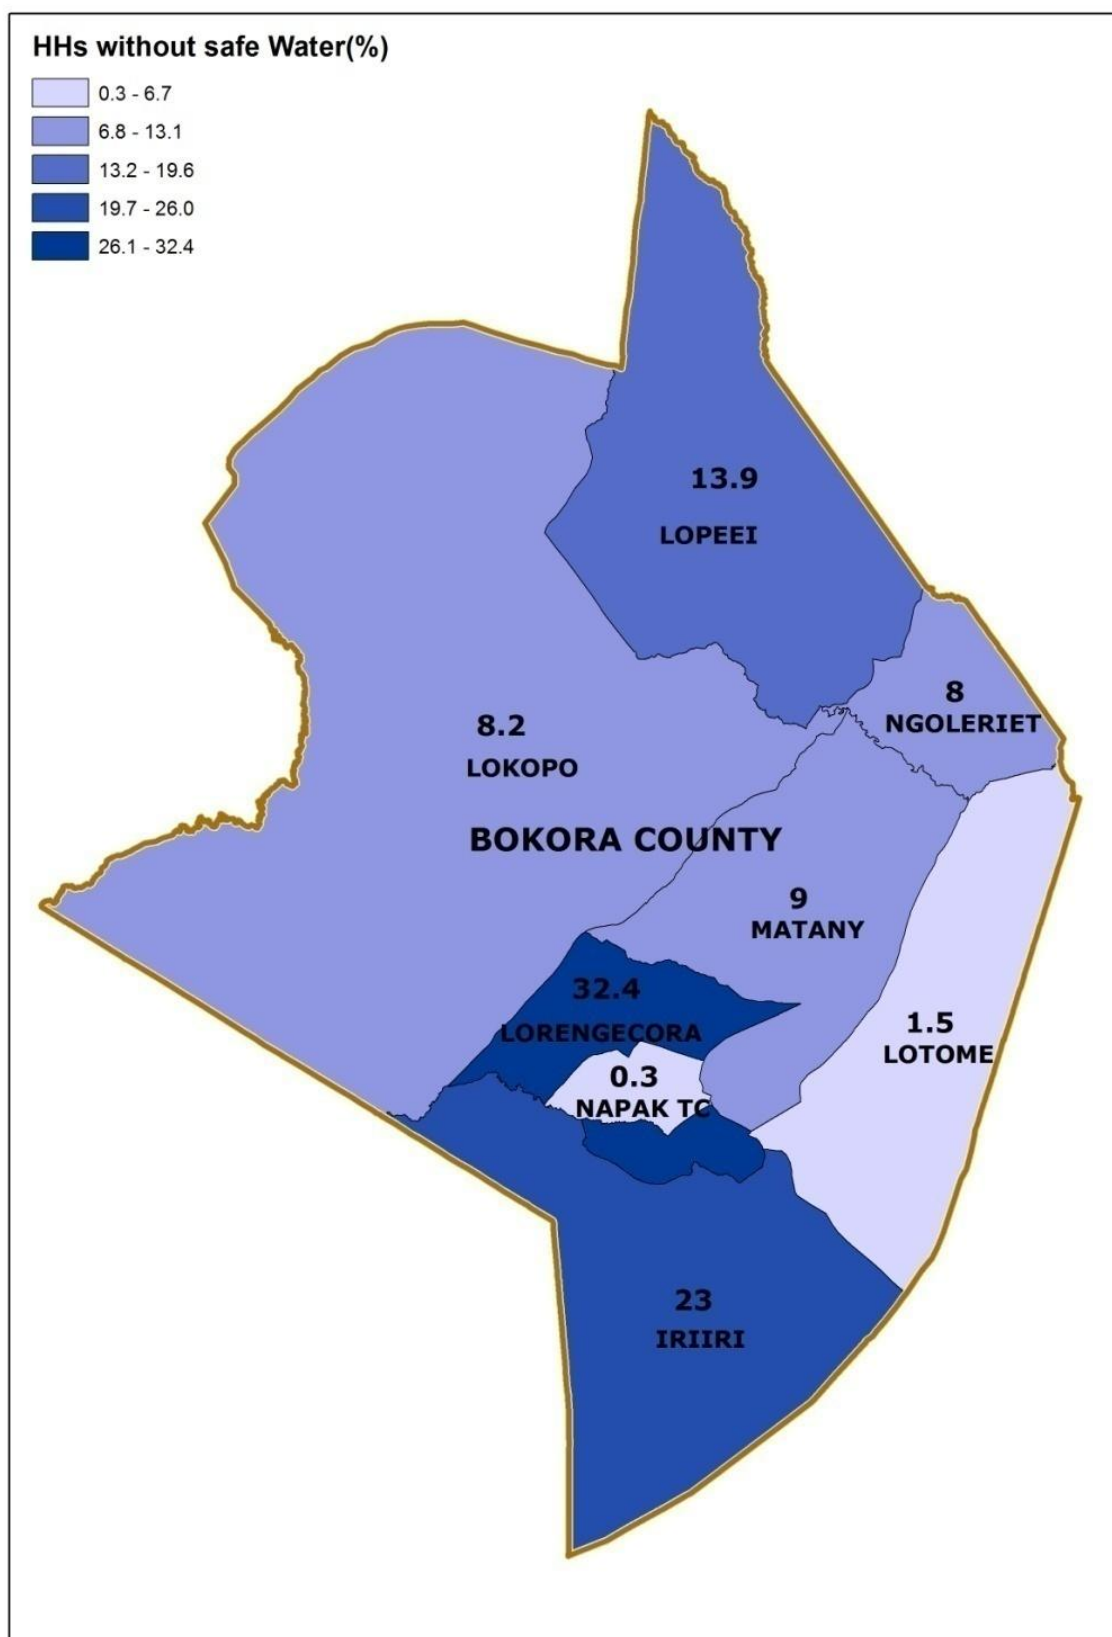 HHs without safe Water(%)
0.3 - 6.7
6.8 - 13.1
13.2 - 19.6
19.7 - 26.0
26.1 - 32.4
13.9
LOPEEI
8
NGOLERIET
8.2
LOKOPO
BOKORA COUNTY
9
MATANY
32.4
LORENGECORA
1.5
LOTOME
0.3
NAPAK TC
23
IRIIRI